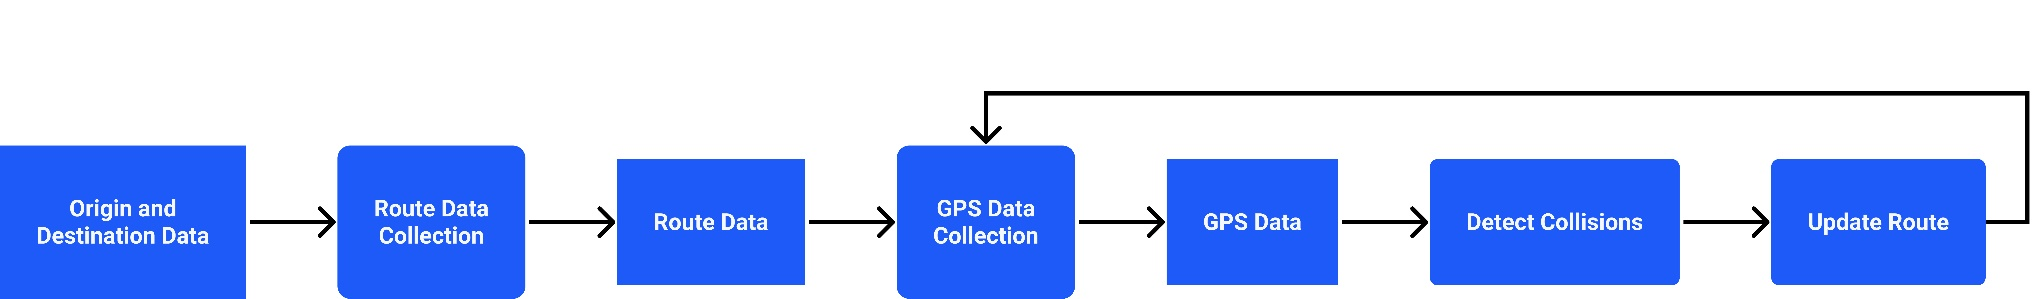 Origin and
Destination Data
Route Data
Collection
Route Data
GPS Data
Collection
GPS Data
Detect Collisions
Update Route